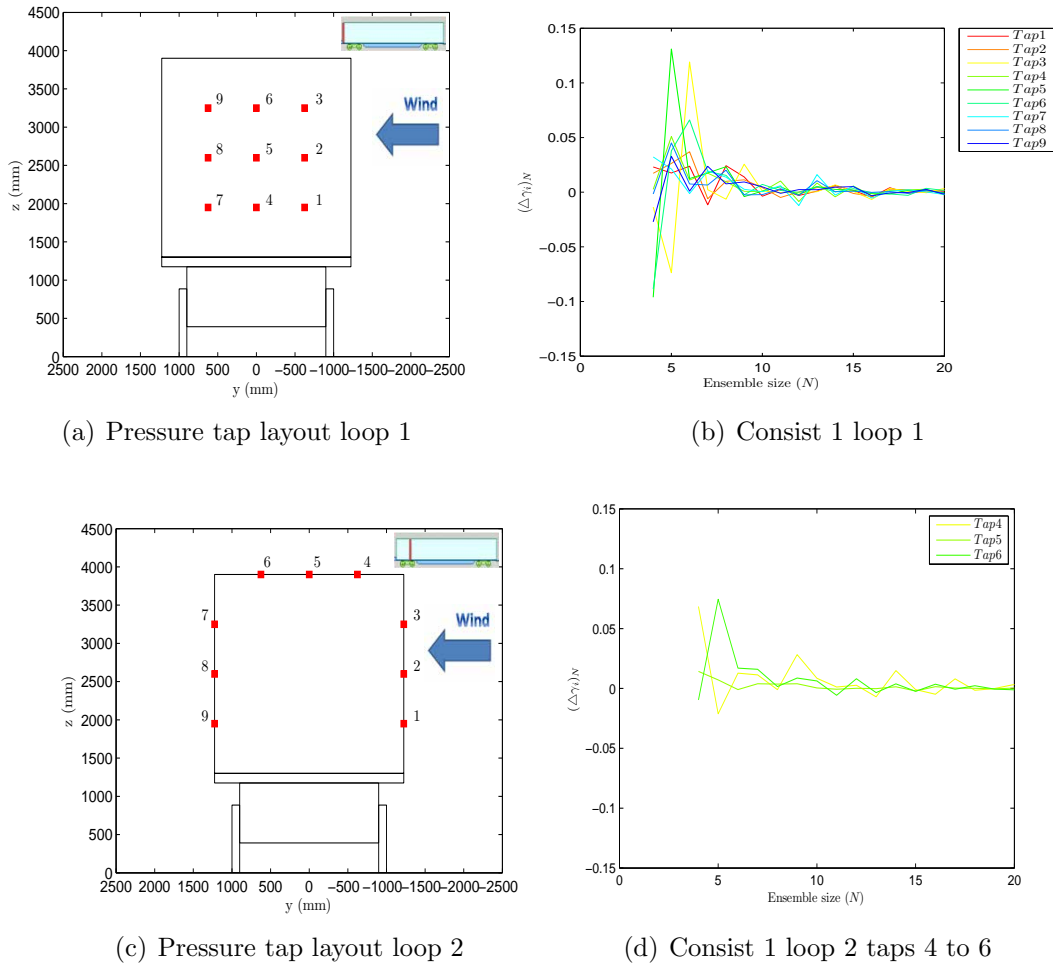 4500
4000
3500
3000
2500
2000
1500
1000
500
0
z (mm)
9 6 3
8 5 2
7 4 1
Wind
2500 2000 1500 1000 500 0 −500 −1000 −1500 −2000 −2500
y (mm)
(a) Pressure tap layout loop 1
0.15
0.1
0.05
0
−0.05
−0.1
−0.15
(△γi)N
0 5 10 15 20
Ensemble size (N)
Tap1
Tap2
Tap3
Tap4
Tap5
Tap6
Tap7
Tap8
Tap9
(b) Consist 1 loop 1
4500
4000
3500
3000
2500
2000
1500
1000
500
0
z (mm)
6 5 4
7 3
8 2
9 1
Wind
2500 2000 1500 1000 500 0 −500 −1000 −1500 −2000 −2500
y (mm)
(c) Pressure tap layout loop 2
0.15
0.1
0.05
0
−0.05
−0.1
−0.15
(△γi)N
0 5 10 15 20
Ensemble size (N)
Tap4
Tap5
Tap6
(d) Consist 1 loop 2 taps 4 to 6